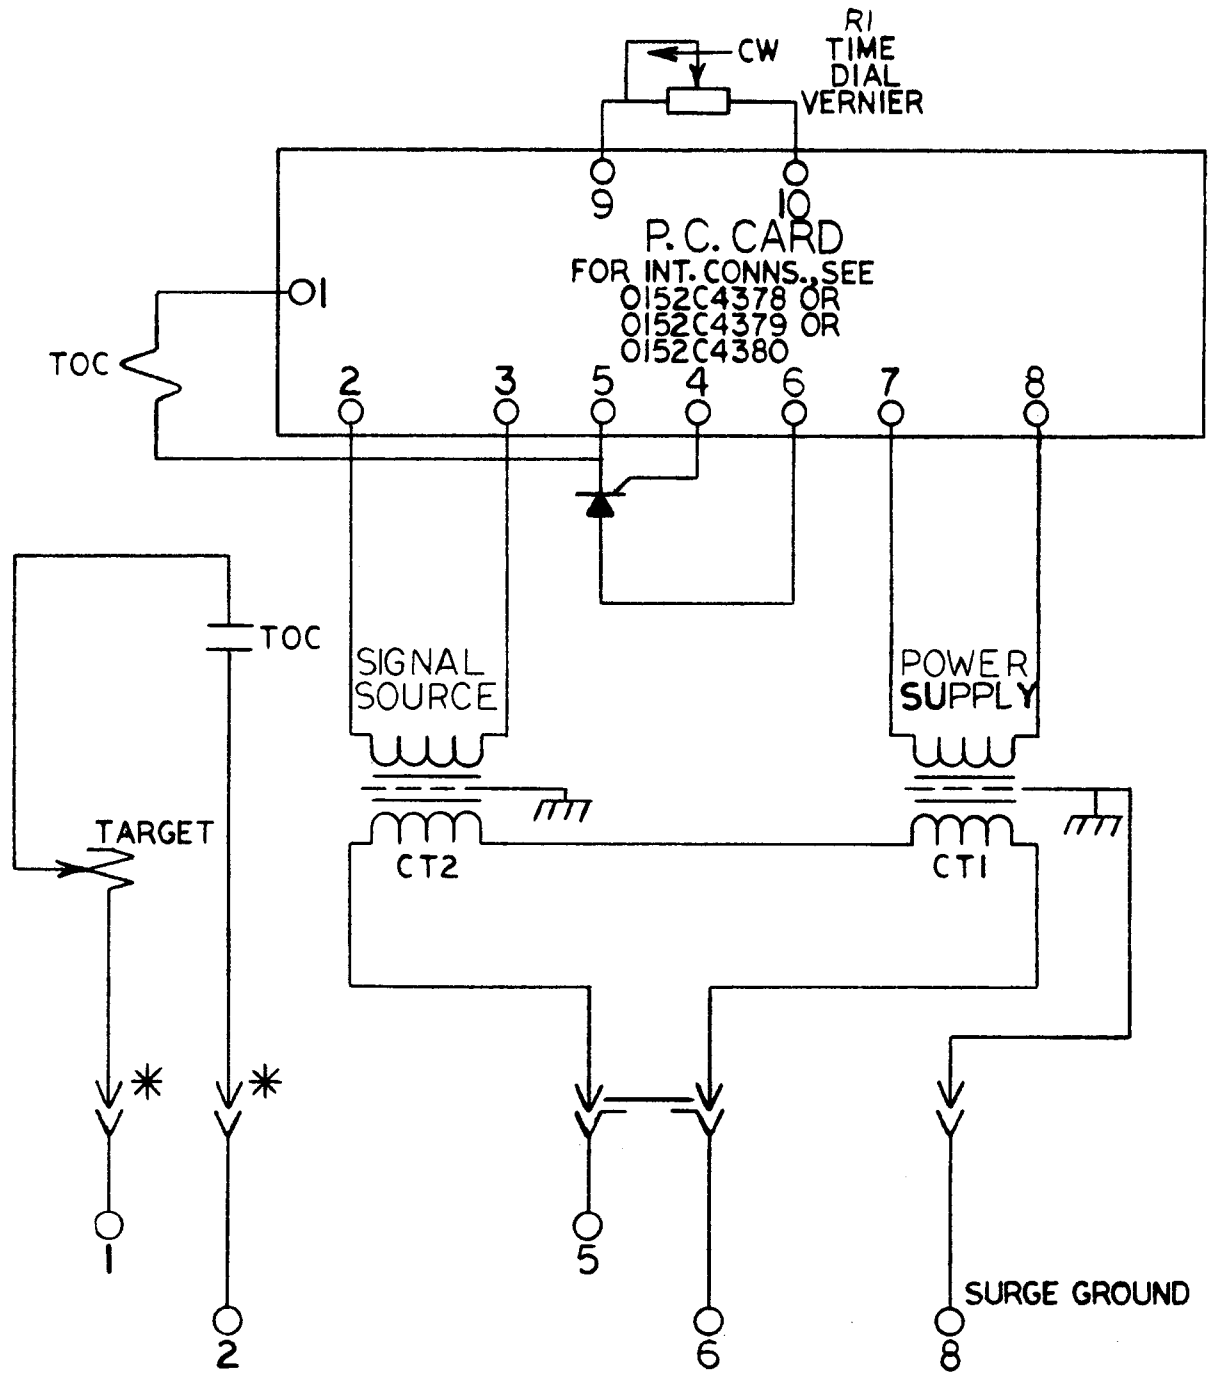 R1
TIME
DIAL
VERNIER
CW
9
10
P. C. CARD
FOR INT. CONNS., SEE
0152C4378 OR
0152C4379 OR
0152C4380
1
TOC
2 3 5 4 6 7 8
TOC
SIGNAL
SOURCE
POWER
SUPPLY
TARGET
CT2
CT1
* *
1
5
SURGE GROUND
2
6
8